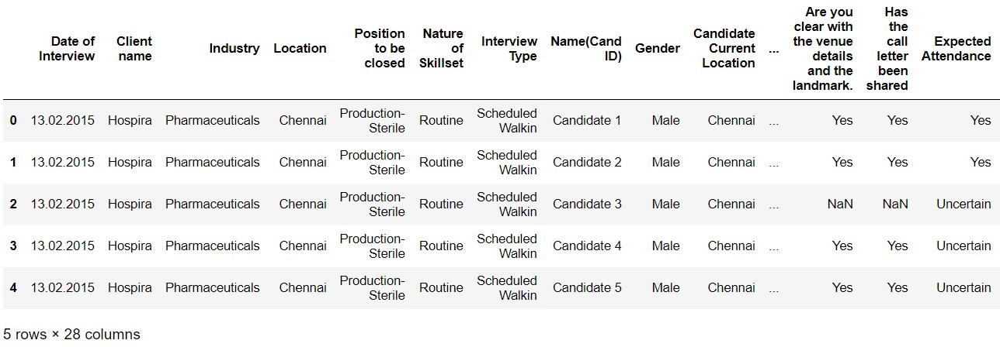 Date of Interview Client name Industry Location Position to be closed Nature of Skillset Interview Type Name(Cand ID) Gender Candidate Current Location ... Are you clear with the venue details and the landmark. Has the call letter been shared Expected Attendance
0 13.02.2015 Hospira Pharmaceuticals Chennai Production-Sterile Routine Scheduled Walkin Candidate 1 Male Chennai ... Yes Yes Yes
1 13.02.2015 Hospira Pharmaceuticals Chennai Production-Sterile Routine Scheduled Walkin Candidate 2 Male Chennai ... Yes Yes Yes
2 13.02.2015 Hospira Pharmaceuticals Chennai Production-Sterile Routine Scheduled Walkin Candidate 3 Male Chennai ... NaN NaN Uncertain
3 13.02.2015 Hospira Pharmaceuticals Chennai Production-Sterile Routine Scheduled Walkin Candidate 4 Male Chennai ... Yes Yes Uncertain
4 13.02.2015 Hospira Pharmaceuticals Chennai Production-Sterile Routine Scheduled Walkin Candidate 5 Male Chennai ... Yes Yes Uncertain
5 rows × 28 columns